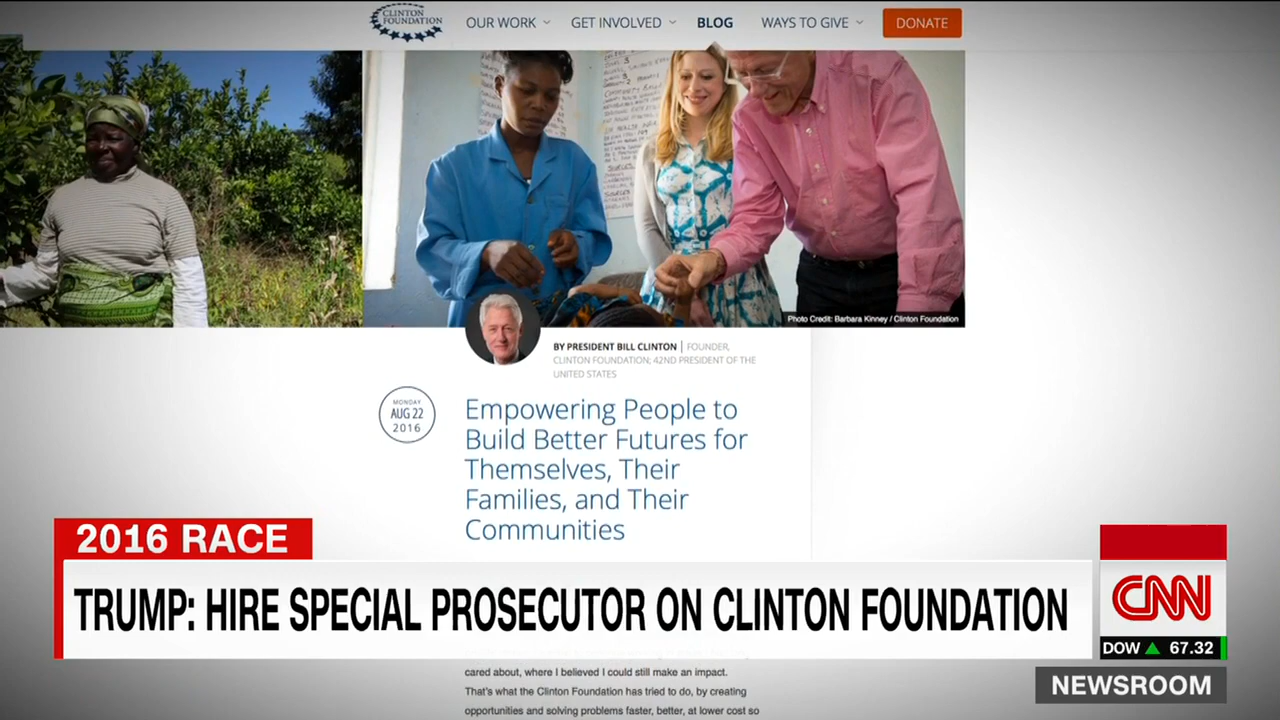 CLINTON
FOUNDATION
OUR WORK
GET INVOLVED
BLOG
WAYS TO GIVE
DONATE
Photo Credit: Barbara Kinney / Clinton Foundation
BY PRESIDENT BILL CLINTON | FOUNDER,
CLINTON FOUNDATION; 42ND PRESIDENT OF THE
UNITED STATES
MONDAY
AUG 22
2016
Empowering People to
Build Better Futures for
Themselves, Their
Families, and Their
Communities
2016 RACE
TRUMP: HIRE SPECIAL PROSECUTOR ON CLINTON FOUNDATION
CNN
DOW ▲ 67.32
NEWSROOM
cared about, where I believed I could still make an impact.
That's what the Clinton Foundation has tried to do, by creating
opportunities and solving problems faster, better, at lower cost so